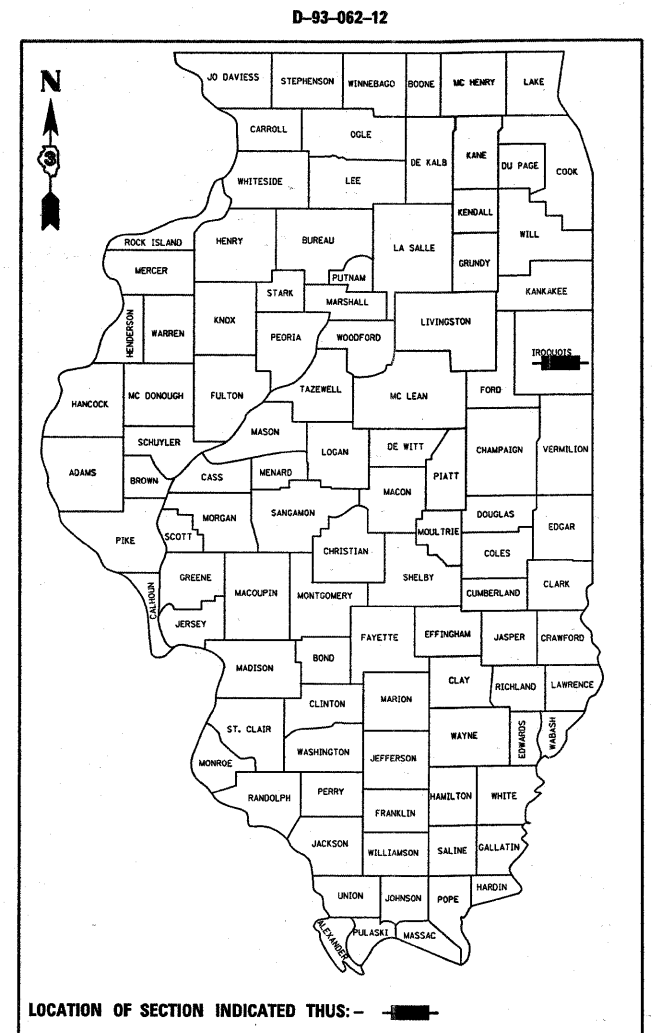 D-93-062-12
N
3
JO DAVIESS
STEPHENSON
WINNEBAGO
BOONE
MC HENRY
LAKE
CARROLL
OGLE
DE KALB
KANE
DU PAGE
COOK
WHITESIDE
LEE
KENDALL
WILL
ROCK ISLAND
HENRY
BUREAU
LA SALLE
GRUNDY
MERCER
PUTNAM
KANKAKEE
STARK
MARSHALL
HENDERSON
WARREN
KNOX
PEORIA
WOODFORD
LIVINGSTON
IROQUOIS
HANCOCK
MC DONOUGH
FULTON
TAZEWELL
MC LEAN
FORD
MASON
SCHUYLER
LOGAN
DE WITT
CHAMPAIGN
VERMILION
ADAMS
BROWN
CASS
MENARD
PIATT
MACON
PIKE
SCOTT
MORGAN
SANGAMON
DOUGLAS
EDGAR
MOULTRIE
CHRISTIAN
COLES
GREENE
MACOUPIN
MONTGOMERY
SHELBY
CLARK
CUMBERLAND
CALHOUN
JERSEY
FAYETTE
EFFINGHAM
JASPER
CRAWFORD
MADISON
BOND
CLAY
RICHLAND
LAWRENCE
CLINTON
MARION
ST. CLAIR
WAYNE
EDWARDS
WABASH
WASHINGTON
JEFFERSON
MONROE
RANDOLPH
PERRY
HAMILTON
WHITE
FRANKLIN
JACKSON
WILLIAMSON
SALINE
GALLATIN
UNION
JOHNSON
POPE
HARDIN
ALEXANDER
PULASKI
MASSAC
LOCATION OF SECTION INDICATED THUS:-